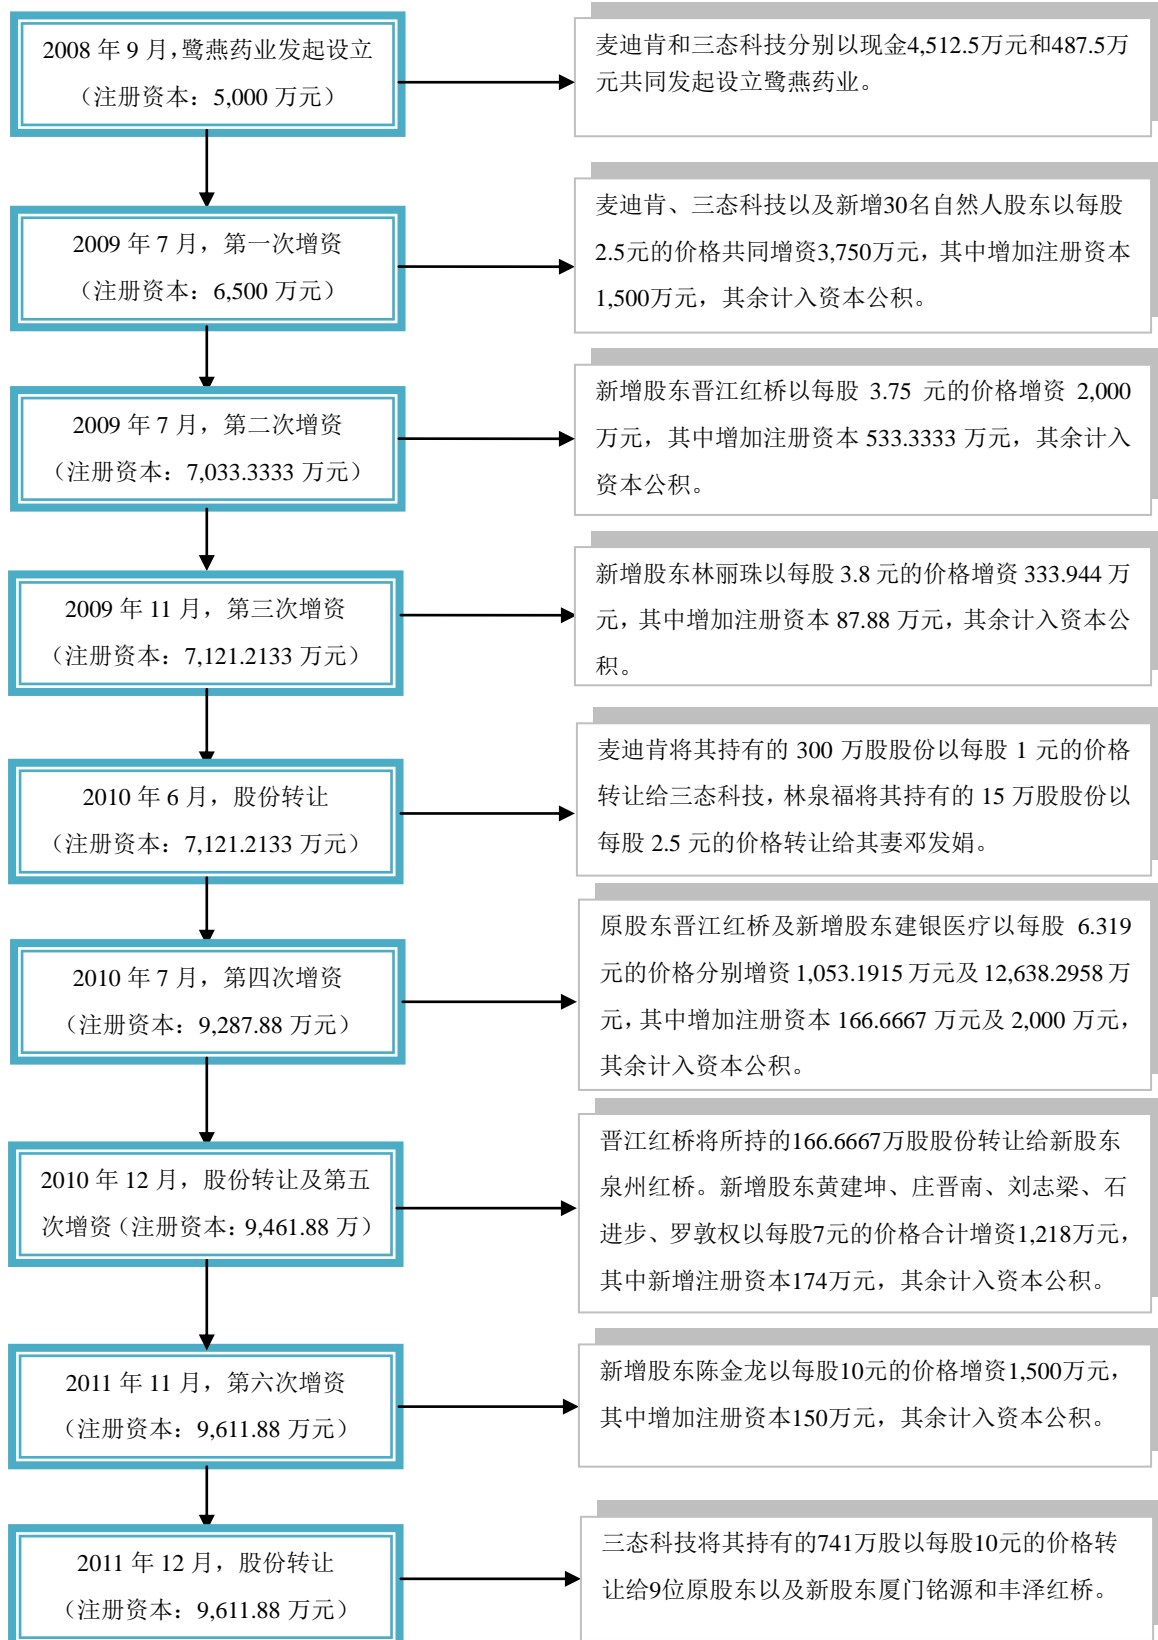 2008 年 9 月，鹭燕药业发起设立
（注册资本：5,000 万元）
麦迪肯和三态科技分别以现金4,512.5万元和487.5万
元共同发起设立鹭燕药业。
2009 年 7 月，第一次增资
（注册资本：6,500 万元）
麦迪肯、三态科技以及新增30名自然人股东以每股
2.5元的价格共同增资3,750万元，其中增加注册资本
1,500万元，其余计入资本公积。
2009 年 7 月，第二次增资
（注册资本：7,033.3333 万元）
新增股东晋江红桥以每股 3.75 元的价格增资 2,000
万元，其中增加注册资本 533.3333 万元，其余计入
资本公积。
2009 年 11 月，第三次增资
（注册资本：7,121.2133 万元）
新增股东林丽珠以每股 3.8 元的价格增资 333.944 万
元，其中增加注册资本 87.88 万元，其余计入资本公
积。
2010 年 6 月，股份转让
（注册资本：7,121.2133 万元）
麦迪肯将其持有的 300 万股股份以每股 1 元的价格
转让给三态科技，林泉福将其持有的 15 万股股份以
每股 2.5 元的价格转让给其妻邓发娟。
2010 年 7 月，第四次增资
（注册资本：9,287.88 万元）
原股东晋江红桥及新增股东建银医疗以每股 6.319
元的价格分别增资 1,053.1915 万元及 12,638.2958 万
元，其中增加注册资本 166.6667 万元及 2,000 万元，
其余计入资本公积。
2010 年 12 月，股份转让及第五
次增资（注册资本：9,461.88 万）
晋江红桥将所持的166.6667万股股份转让给新股东
泉州红桥。新增股东黄建坤、庄晋南、刘志梁、石
进步、罗敦权以每股7元的价格合计增资1,218万元，
其中新增注册资本174万元，其余计入资本公积。
2011 年 11 月，第六次增资
（注册资本：9,611.88 万元）
新增股东陈金龙以每股10元的价格增资1,500万元，
其中增加注册资本150万元，其余计入资本公积。
2011 年 12 月，股份转让
（注册资本：9,611.88 万元）
三态科技将其持有的741万股以每股10元的价格转
让给9位原股东以及新股东厦门铭源和丰泽红桥。